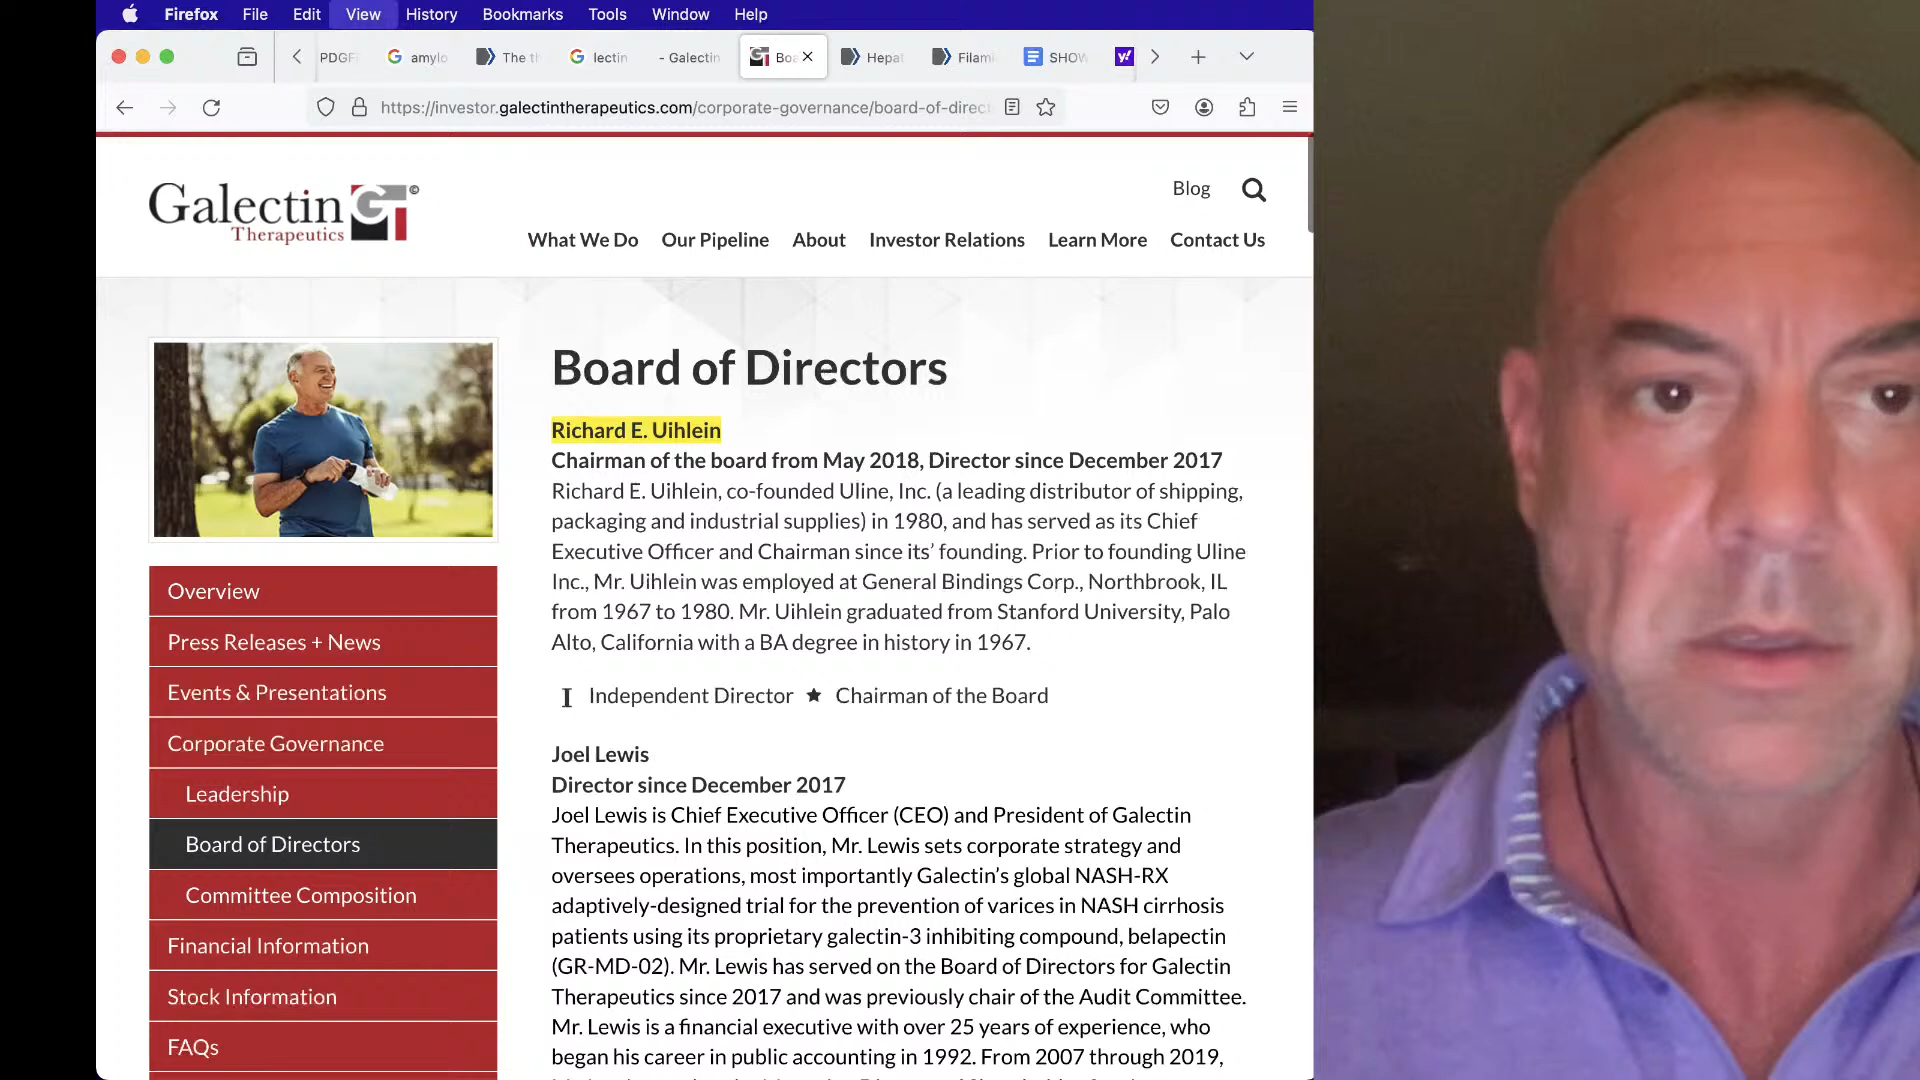 Firefox File Edit View History Bookmarks Tools Window Help
PDGF amylo The th lectin - Galectin Boa Hepat Filami SHOW y!
https://investor.galectintherapeutics.com/corporate-governance/board-of-direct
Galectin GT ©
Therapeutics
Blog
What We Do Our Pipeline About Investor Relations Learn More Contact Us
Board of Directors
Richard E. Uihlein
Chairman of the board from May 2018, Director since December 2017
Richard E. Uihlein, co-founded Uline, Inc. (a leading distributor of shipping,
packaging and industrial supplies) in 1980, and has served as its Chief
Executive Officer and Chairman since its’ founding. Prior to founding Uline
Inc., Mr. Uihlein was employed at General Bindings Corp., Northbrook, IL
from 1967 to 1980. Mr. Uihlein graduated from Stanford University, Palo
Alto, California with a BA degree in history in 1967.
I Independent Director ★ Chairman of the Board
Joel Lewis
Director since December 2017
Joel Lewis is Chief Executive Officer (CEO) and President of Galectin
Therapeutics. In this position, Mr. Lewis sets corporate strategy and
oversees operations, most importantly Galectin’s global NASH-RX
adaptively-designed trial for the prevention of varices in NASH cirrhosis
patients using its proprietary galectin-3 inhibiting compound, belapectin
(GR-MD-02). Mr. Lewis has served on the Board of Directors for Galectin
Therapeutics since 2017 and was previously chair of the Audit Committee.
Mr. Lewis is a financial executive with over 25 years of experience, who
began his career in public accounting in 1992. From 2007 through 2019,
Overview
Press Releases + News
Events & Presentations
Corporate Governance
Leadership
Board of Directors
Committee Composition
Financial Information
Stock Information
FAQs